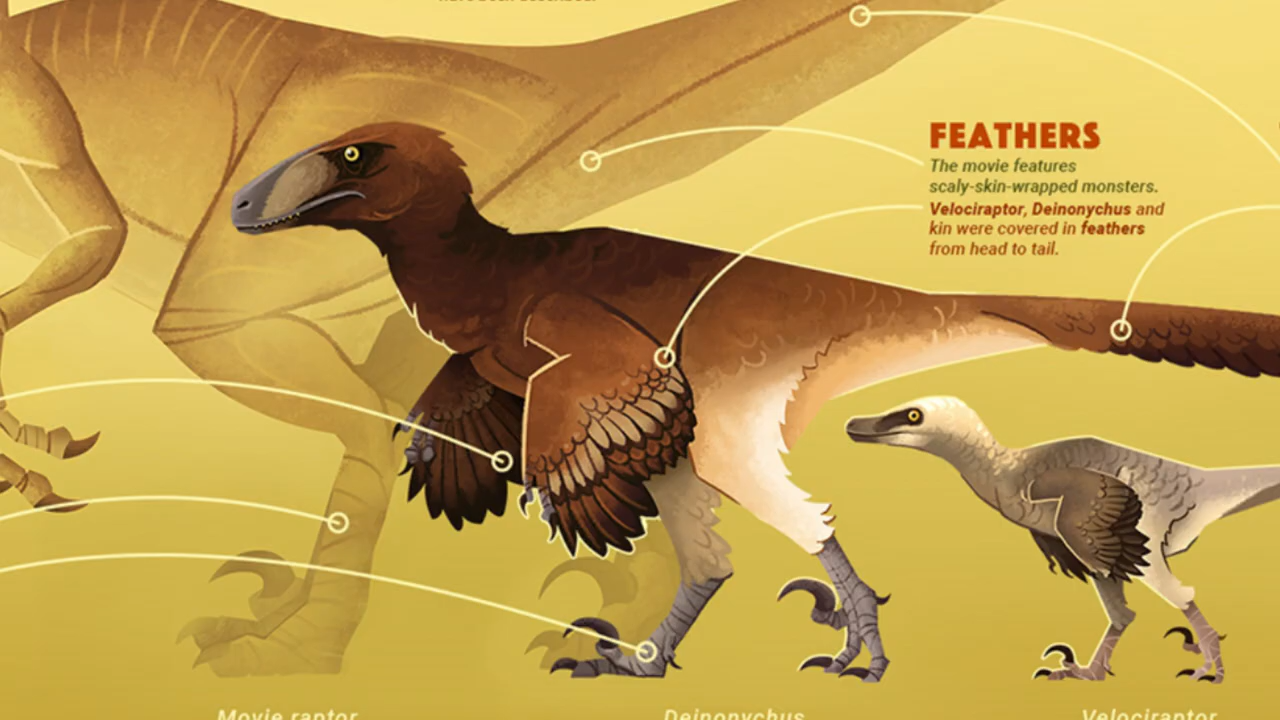 FEATHERS
The movie features
scaly-skin-wrapped monsters.
Velociraptor, Deinonychus and
kin were covered in feathers
from head to tail.
Movie raptor
Deinonychus
Velociraptor